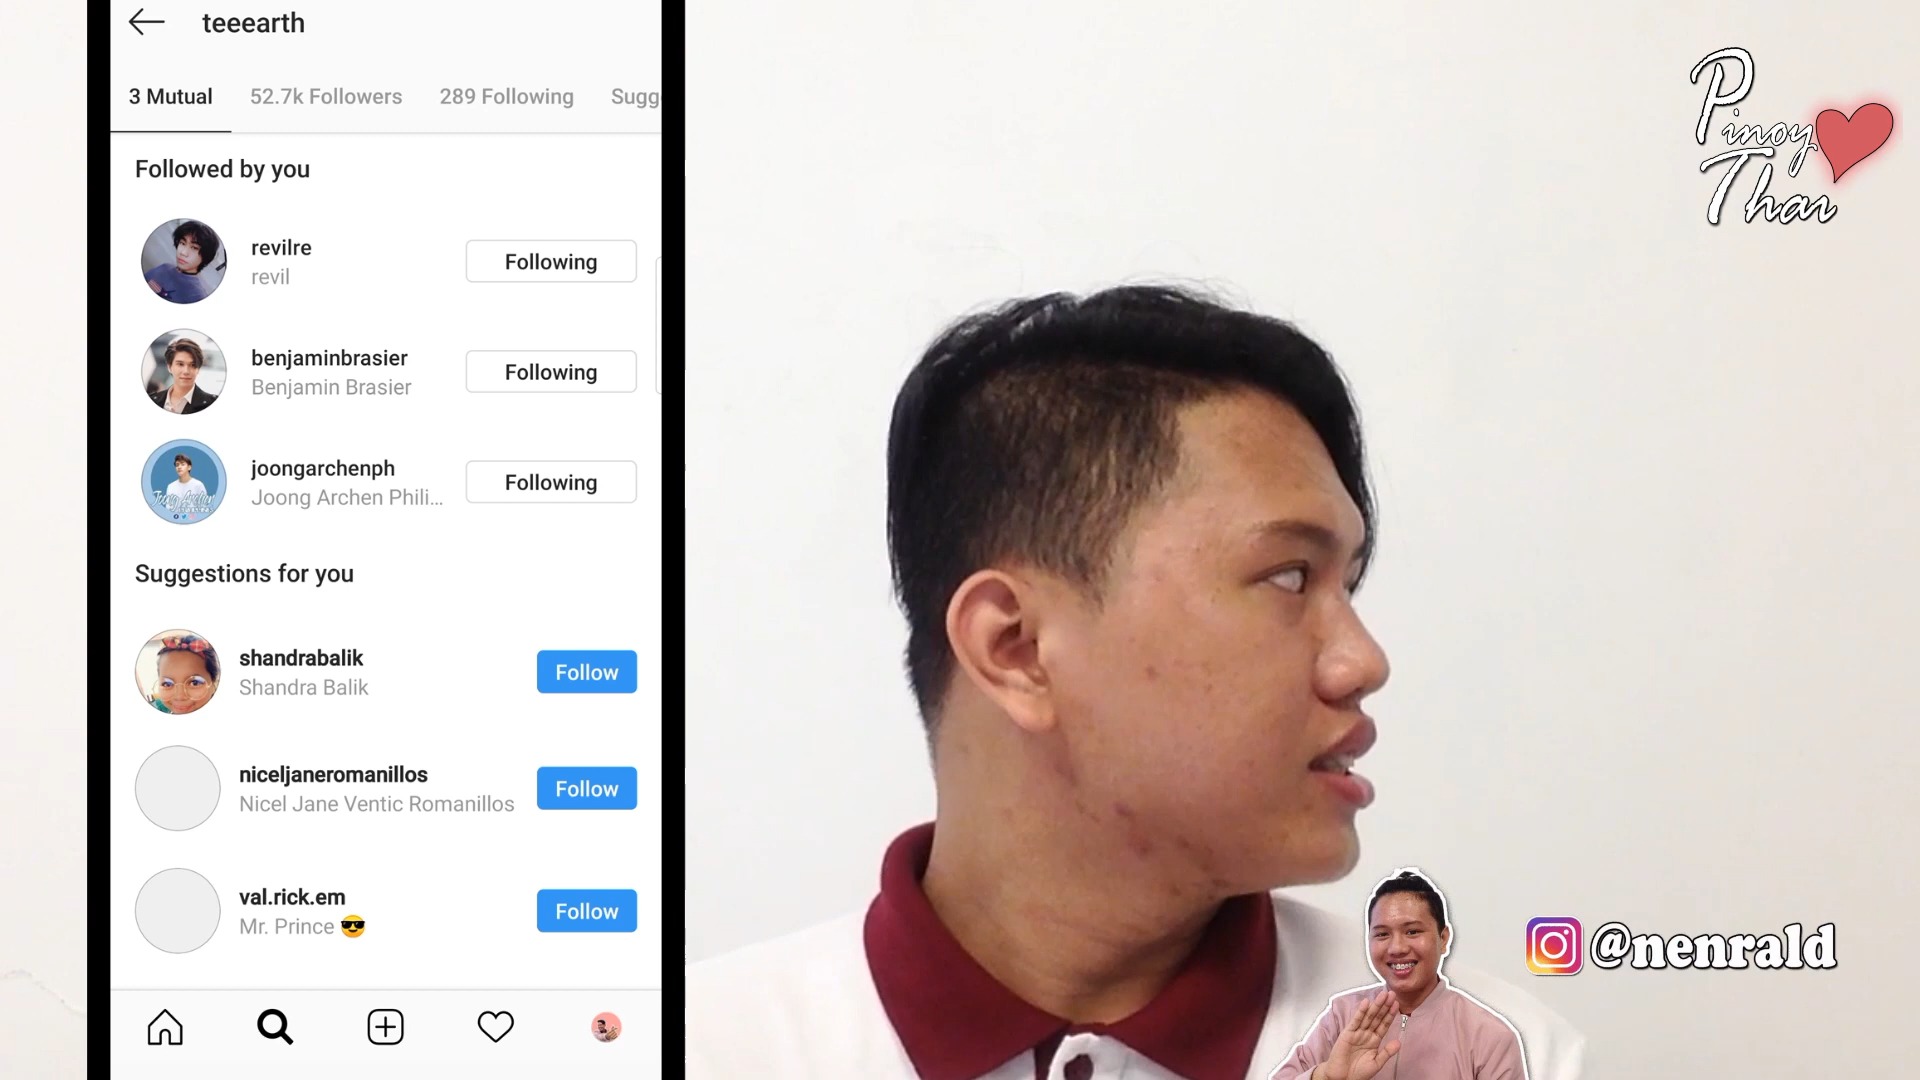 teeearth
3 Mutual 52.7k Followers 289 Following Sugg
Followed by you
revilre
revil
Following
benjaminbrasier
Benjamin Brasier
Following
joongarchenph
Joong Archen Phili...
Following
Joong Archen
Suggestions for you
shandrabalik
Shandra Balik
Follow
niceljaneromanillos
Nicel Jane Ventic Romanillos
Follow
val.rick.em
Mr. Prince 😎
Follow
Pinoy
Thai
@nenrald